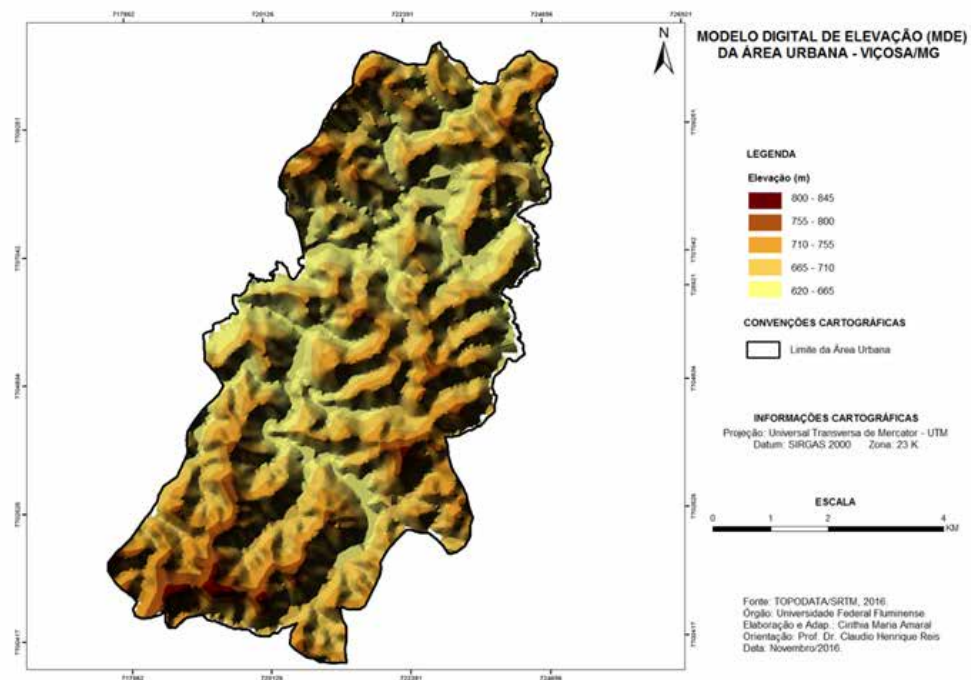 717862 720126 722391 724656 726921
MODELO DIGITAL DE ELEVAÇÃO (MDE)
DA ÁREA URBANA - VIÇOSA/MG
N
LEGENDA
Elevação (m)
800 - 845
755 - 800
710 - 755
665 - 710
620 - 665
CONVENÇÕES CARTOGRÁFICAS
Limite da Área Urbana
INFORMAÇÕES CARTOGRÁFICAS
Projeção: Universal Transversa de Mercator - UTM
Datum: SIRGAS 2000 Zona: 23 K.
ESCALA
0 1 2 4
KM
Fonte: TOPODATA/SRTM, 2016.
Órgão: Universidade Federal Fluminense
Elaboração e Adap.: Cinthia Maria Amaral
Orientação: Prof. Dr. Claudio Henrique Reis
Data: Novembro/2016.
717862 720126 722391 724656